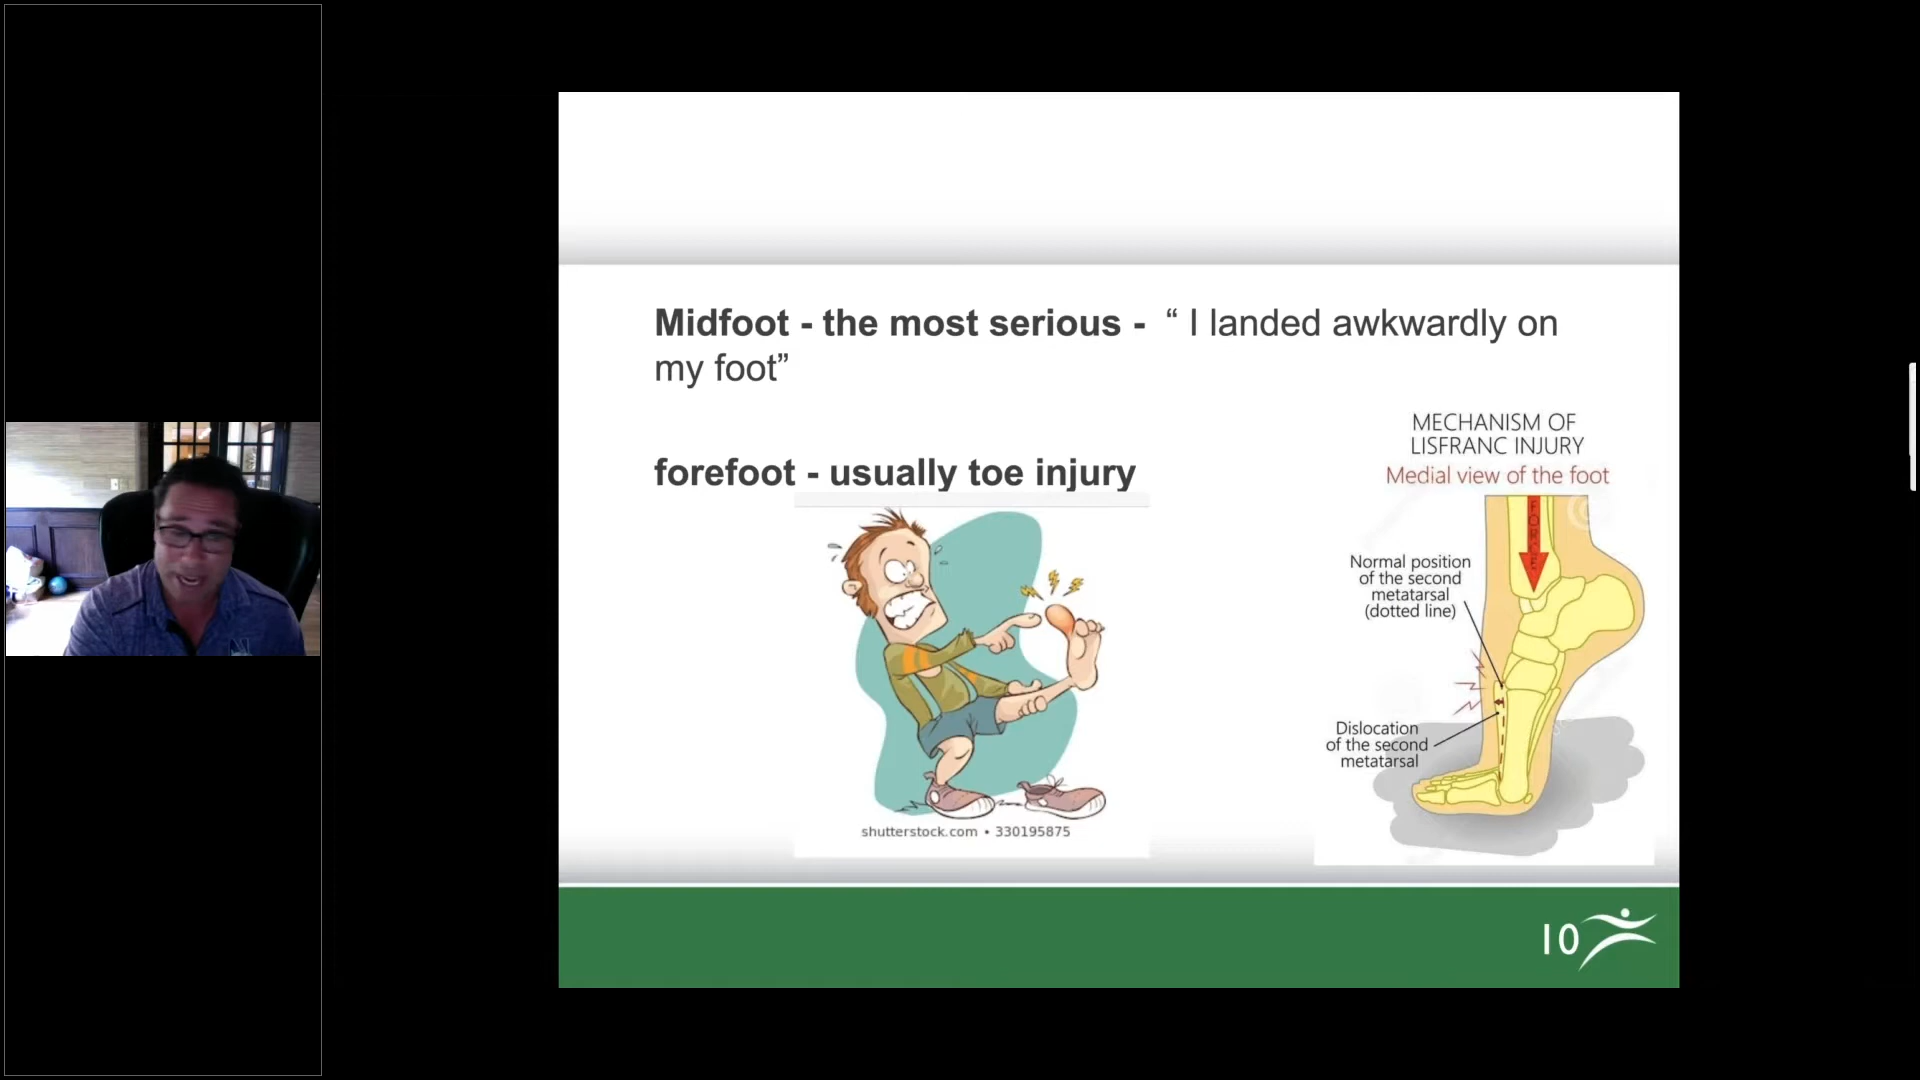 Midfoot - the most serious - “ I landed awkwardly on
my foot”
forefoot - usually toe injury
MECHANISM OF
LISFRANC INJURY
Medial view of the foot
FORCE
Normal position
of the second
metatarsal
(dotted line)
Dislocation
of the second
metatarsal
shutterstock.com • 330195875
IO